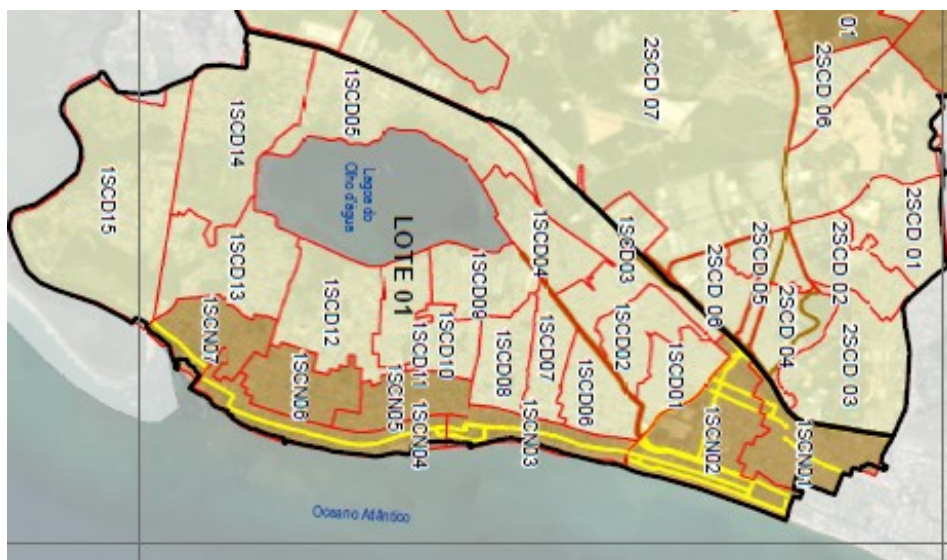 01
2SCD 06
2SCD 07
1SCD05
1SCD14
1SCD15
Lagoa do
Olho d'água
LOTE 01
2SCD 01
2SCD 02
2SCD 03
2SCD 04
2SCD 05
2SCD 06
1SCD03
1SCD04
1SCD09
1SCD13
1SCD12
1SCD11
1SCD10
1SCD08
1SCD07
1SCD06
1SCD02
1SCD01
1SCN07
1SCN06
1SCN05
1SCN04
1SCN03
1SCN02
1SCN01
Oceano Atlântico